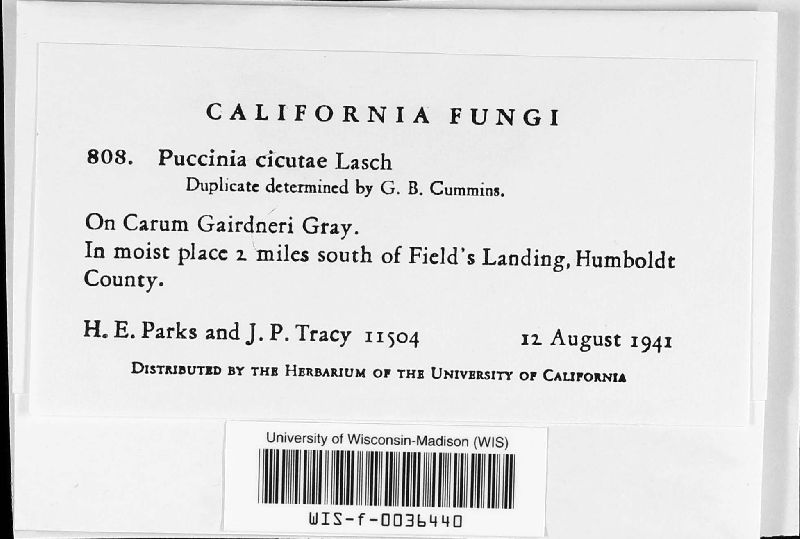 CALIFORNIA FUNGI
808. Puccinia cicutae Lasch
Duplicate determined by G. B. Cummins.
On Carum Gairdneri Gray.
In moist place 2 miles south of Field's Landing, Humboldt
County.
H. E. Parks and J. P. Tracy 11504 12 August 1941
DISTRIBUTED BY THE HERBARIUM OF THE UNIVERSITY OF CALIFORNIA
University of Wisconsin-Madison (WIS)
WIS-f-0036440